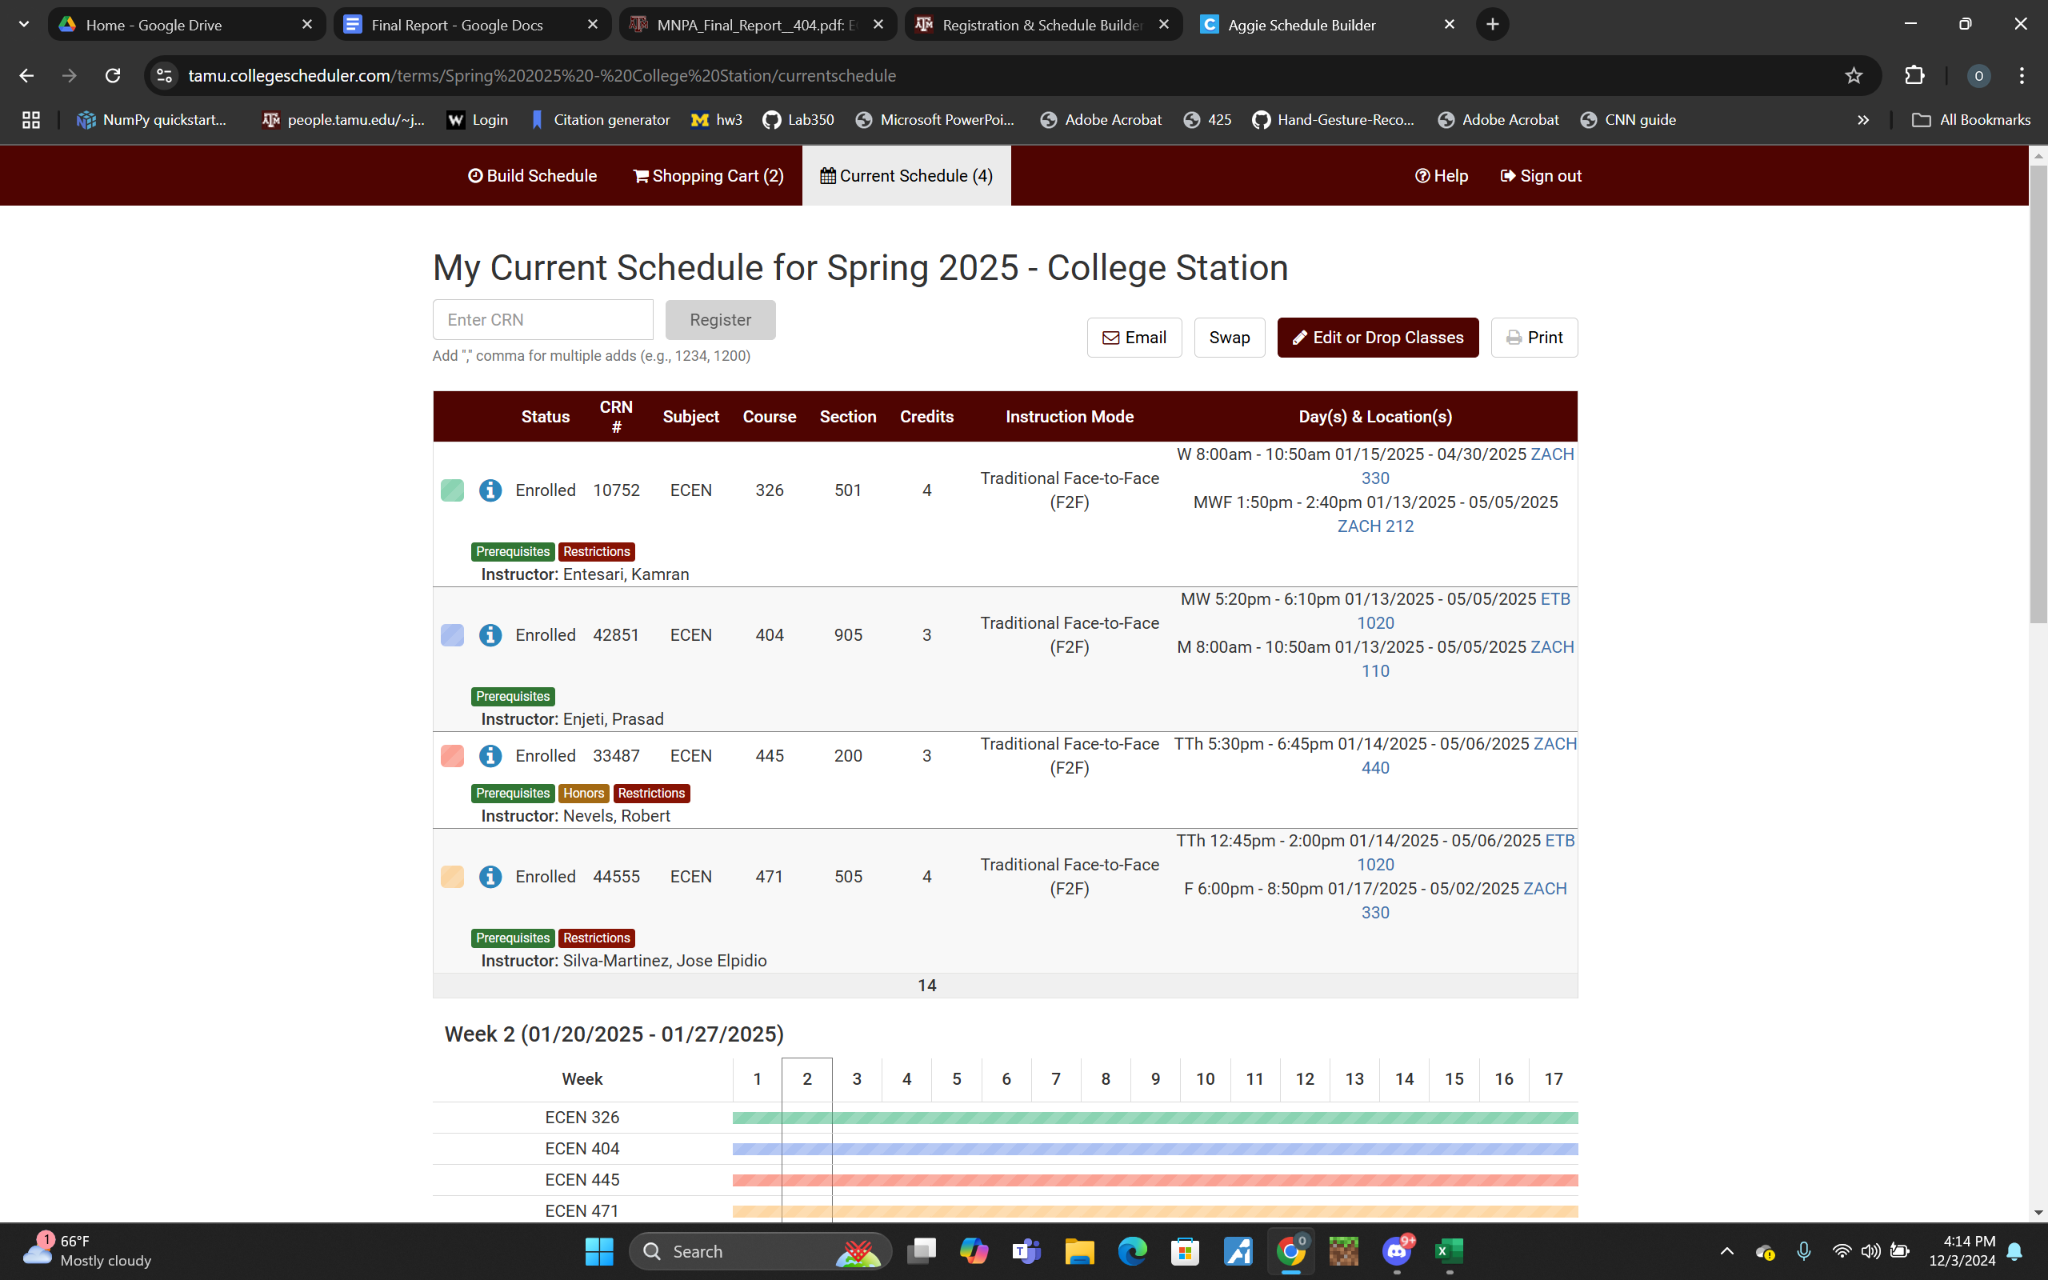 Home - Google Drive
Final Report - Google Docs
MNPA_Final_Report__404.pdf: E
Registration & Schedule Builder
Aggie Schedule Builder
tamu.collegescheduler.com/terms/Spring%202025%20-%20College%20Station/currentschedule
O
NumPy quickstart...
people.tamu.edu/~j...
Login
Citation generator
hw3
Lab350
Microsoft PowerPoi...
Adobe Acrobat
425
Hand-Gesture-Reco...
Adobe Acrobat
CNN guide
All Bookmarks
Build Schedule
Shopping Cart (2)
Current Schedule (4)
Help
Sign out
My Current Schedule for Spring 2025 - College Station
Enter CRN
Register
Add "," comma for multiple adds (e.g., 1234, 1200)
Email
Swap
Edit or Drop Classes
Print
Status CRN # Subject Course Section Credits Instruction Mode Day(s) & Location(s)
Enrolled 10752 ECEN 326 501 4
Traditional Face-to-Face
(F2F)
W 8:00am - 10:50am 01/15/2025 - 04/30/2025 ZACH
330
MWF 1:50pm - 2:40pm 01/13/2025 - 05/05/2025
ZACH 212
Prerequisites Restrictions
Instructor: Entesari, Kamran
Enrolled 42851 ECEN 404 905 3
Traditional Face-to-Face
(F2F)
MW 5:20pm - 6:10pm 01/13/2025 - 05/05/2025 ETB
1020
M 8:00am - 10:50am 01/13/2025 - 05/05/2025 ZACH
110
Prerequisites
Instructor: Enjeti, Prasad
Enrolled 33487 ECEN 445 200 3
Traditional Face-to-Face
(F2F)
TTh 5:30pm - 6:45pm 01/14/2025 - 05/06/2025 ZACH
440
Prerequisites Honors Restrictions
Instructor: Nevels, Robert
Enrolled 44555 ECEN 471 505 4
Traditional Face-to-Face
(F2F)
TTh 12:45pm - 2:00pm 01/14/2025 - 05/06/2025 ETB
1020
F 6:00pm - 8:50pm 01/17/2025 - 05/02/2025 ZACH
330
Prerequisites Restrictions
Instructor: Silva-Martinez, Jose Elpidio
14
Week 2 (01/20/2025 - 01/27/2025)
Week 1 2 3 4 5 6 7 8 9 10 11 12 13 14 15 16 17
ECEN 326
ECEN 404
ECEN 445
ECEN 471
1
66°F
Mostly cloudy
Search
9+
4:14 PM
12/3/2024